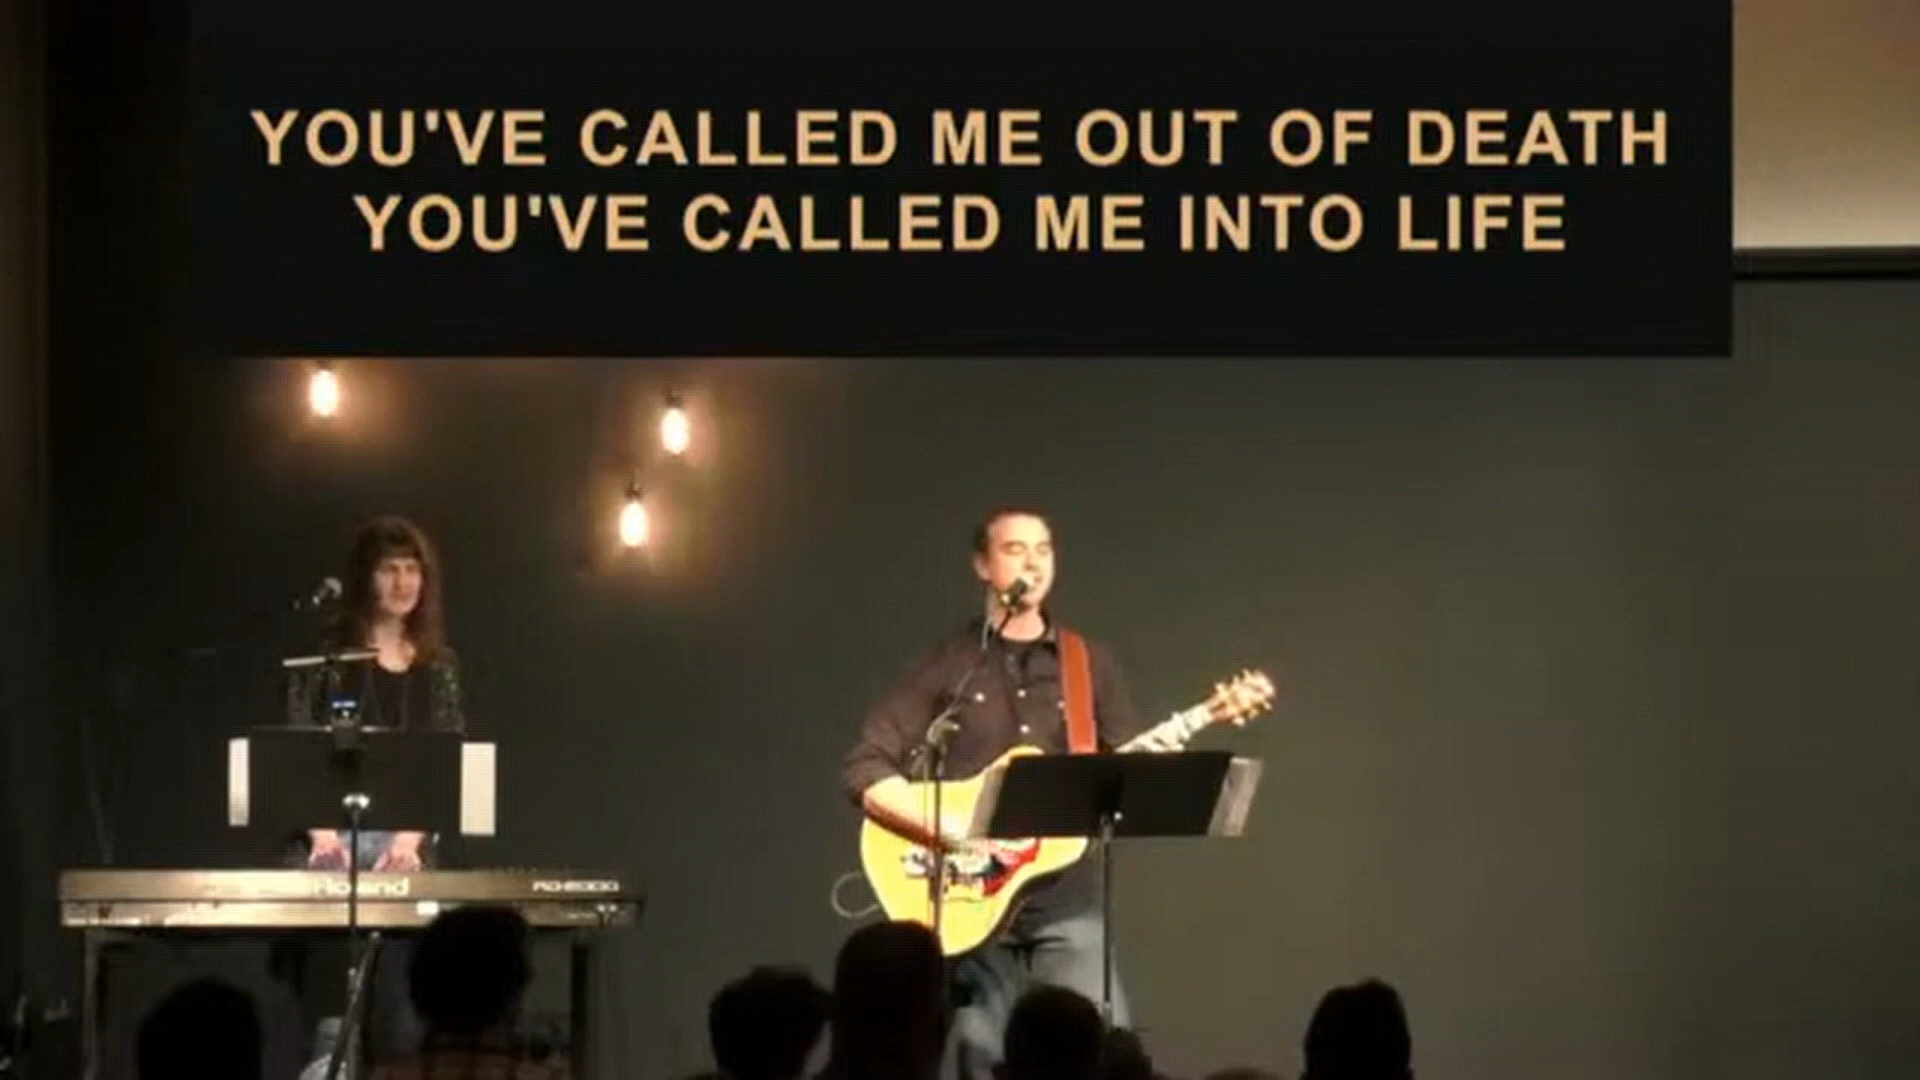 YOU'VE CALLED ME OUT OF DEATH
YOU'VE CALLED ME INTO LIFE
Roland